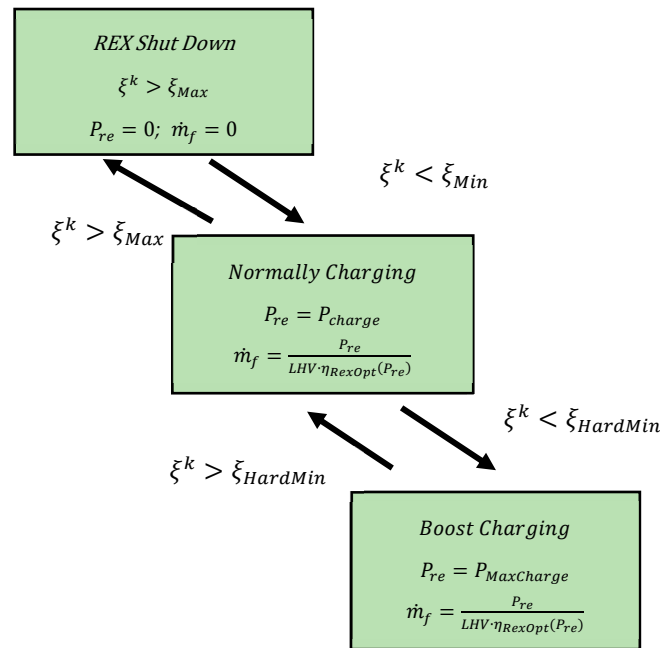 REX Shut Down
ξ^k > ξ_Max
P_re = 0; ṁ_f = 0
ξ^k < ξ_Min
ξ^k > ξ_Max
Normally Charging
P_re = P_charge
ṁ_f = P_re / LHV·η_RexOpt(P_re)
ξ^k < ξ_HardMin
ξ^k > ξ_HardMin
Boost Charging
P_re = P_MaxCharge
ṁ_f = P_re / LHV·η_RexOpt(P_re)